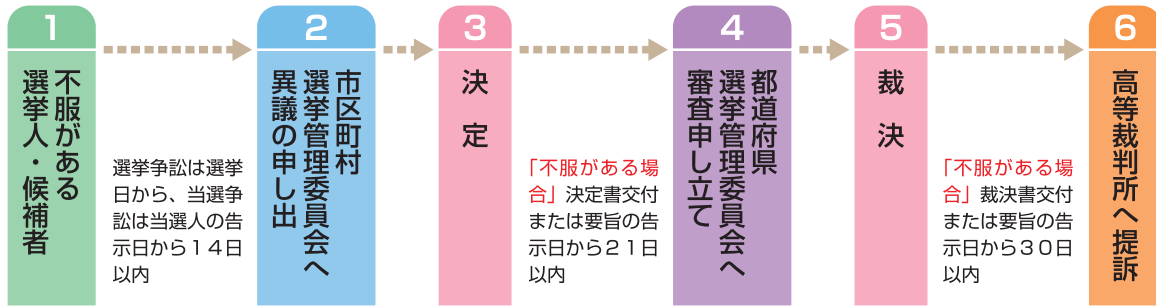 1
不服がある
選挙人・候補者
選挙争訟は選挙
日から、当選争
訟は当選人の告
示日から14日
以内
2
市区町村
選挙管理委員会へ
異議の申し出
3
決定
「不服がある場
合」決定書交付
または要旨の告
示日から21日
以内
4
都道府県
選挙管理委員会へ
審査申し立て
5
裁決
「不服がある場
合」裁決書交付
または要旨の告
示日から30日
以内
6
高等裁判所へ提訴